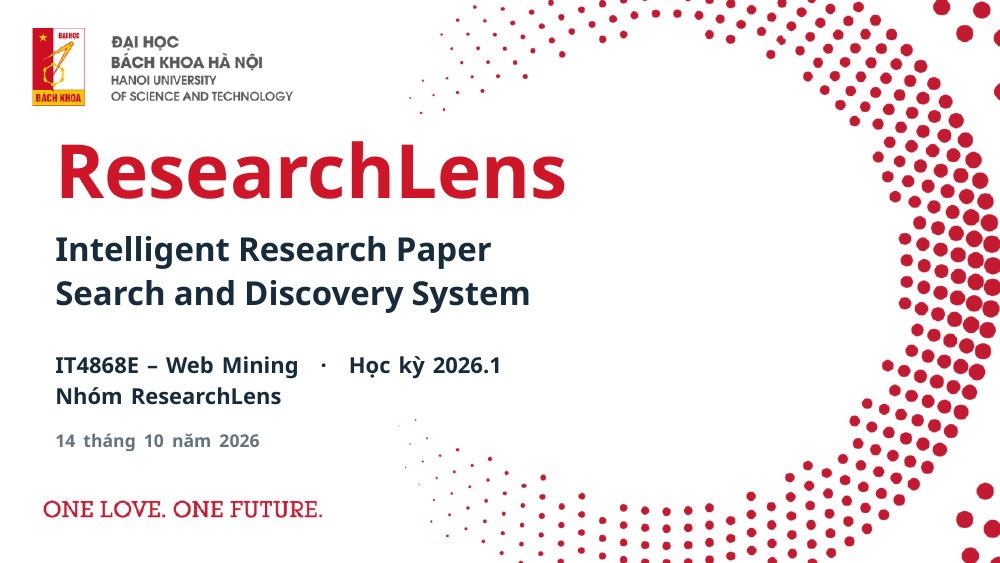 ĐẠI HỌC
BÁCH KHOA
ĐẠI HỌC
BÁCH KHOA HÀ NỘI
HANOI UNIVERSITY
OF SCIENCE AND TECHNOLOGY
ResearchLens
Intelligent Research Paper
Search and Discovery System
IT4868E – Web Mining · Học kỳ 2026.1
Nhóm ResearchLens
14 tháng 10 năm 2026
ONE LOVE. ONE FUTURE.